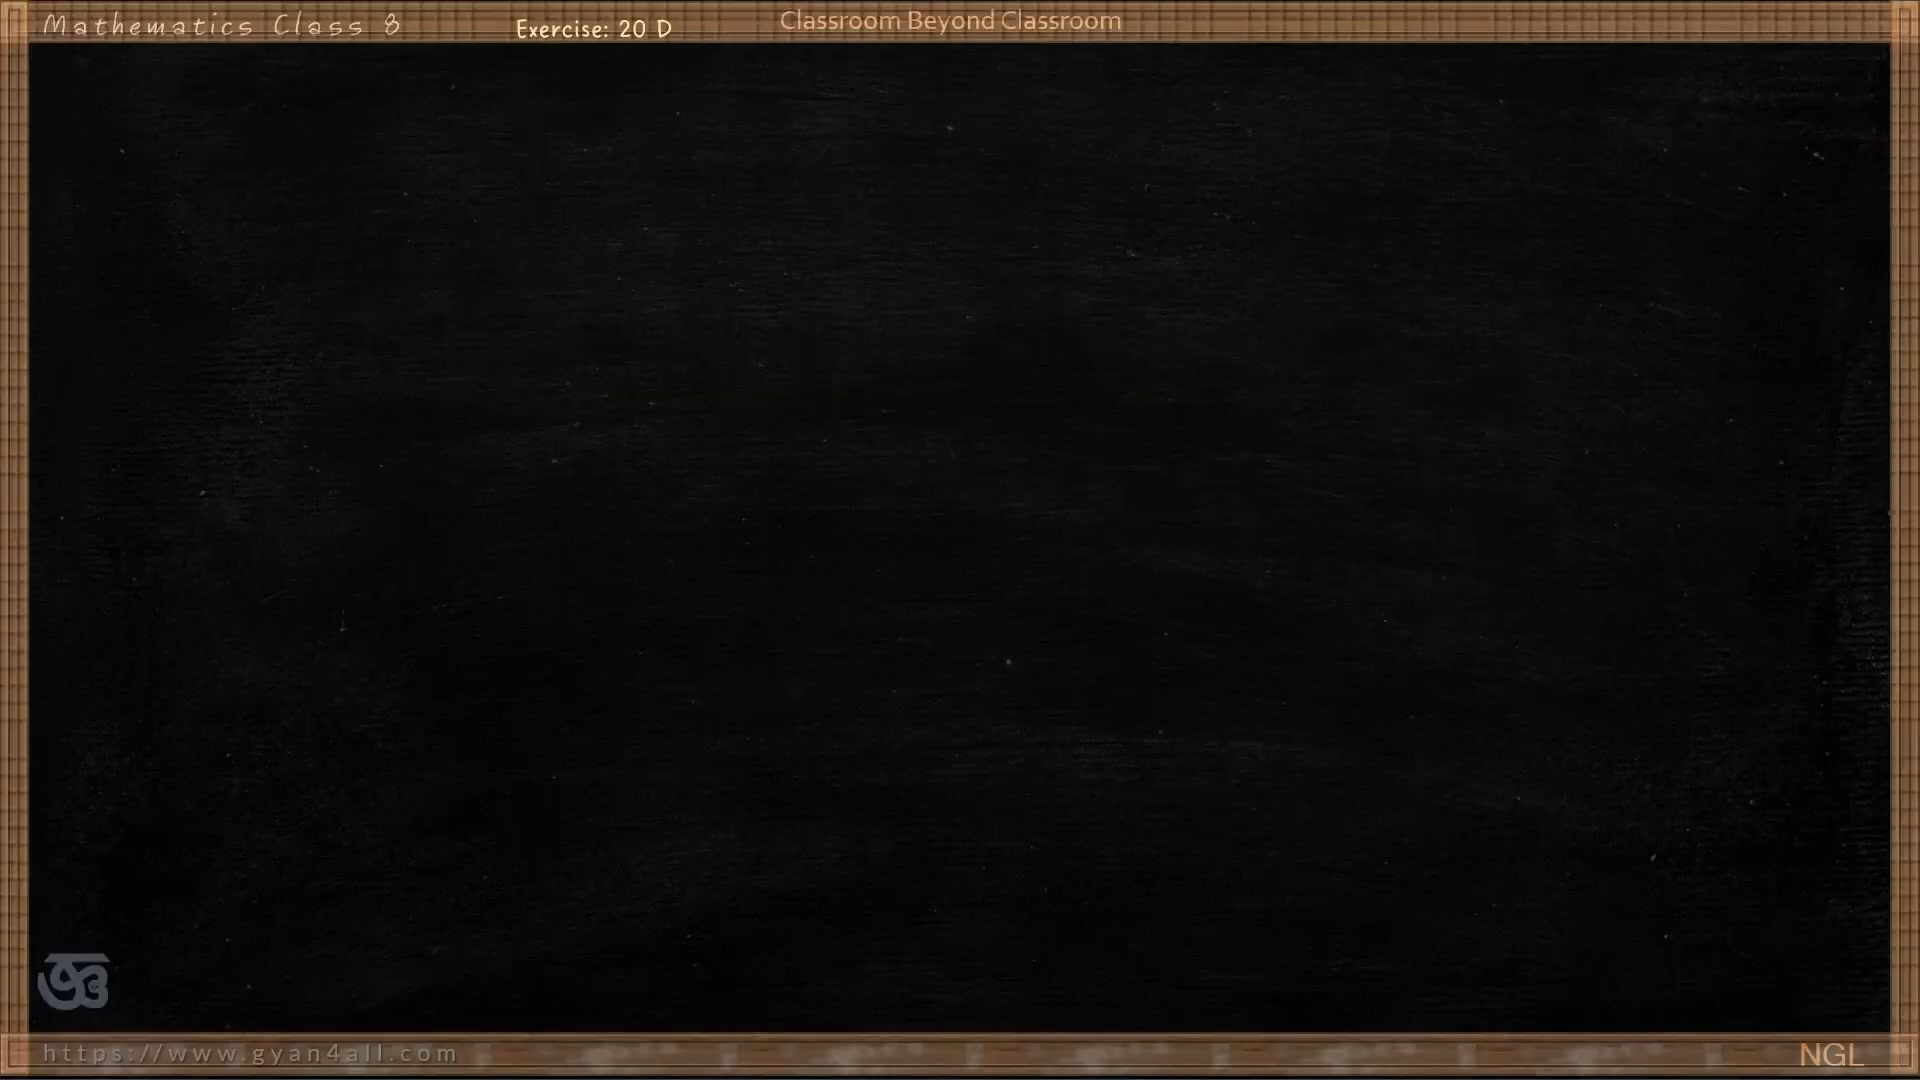 Mathematics Class 8
Exercise: 20 D
Classroom Beyond Classroom
https://www.gyan4all.com
NGL